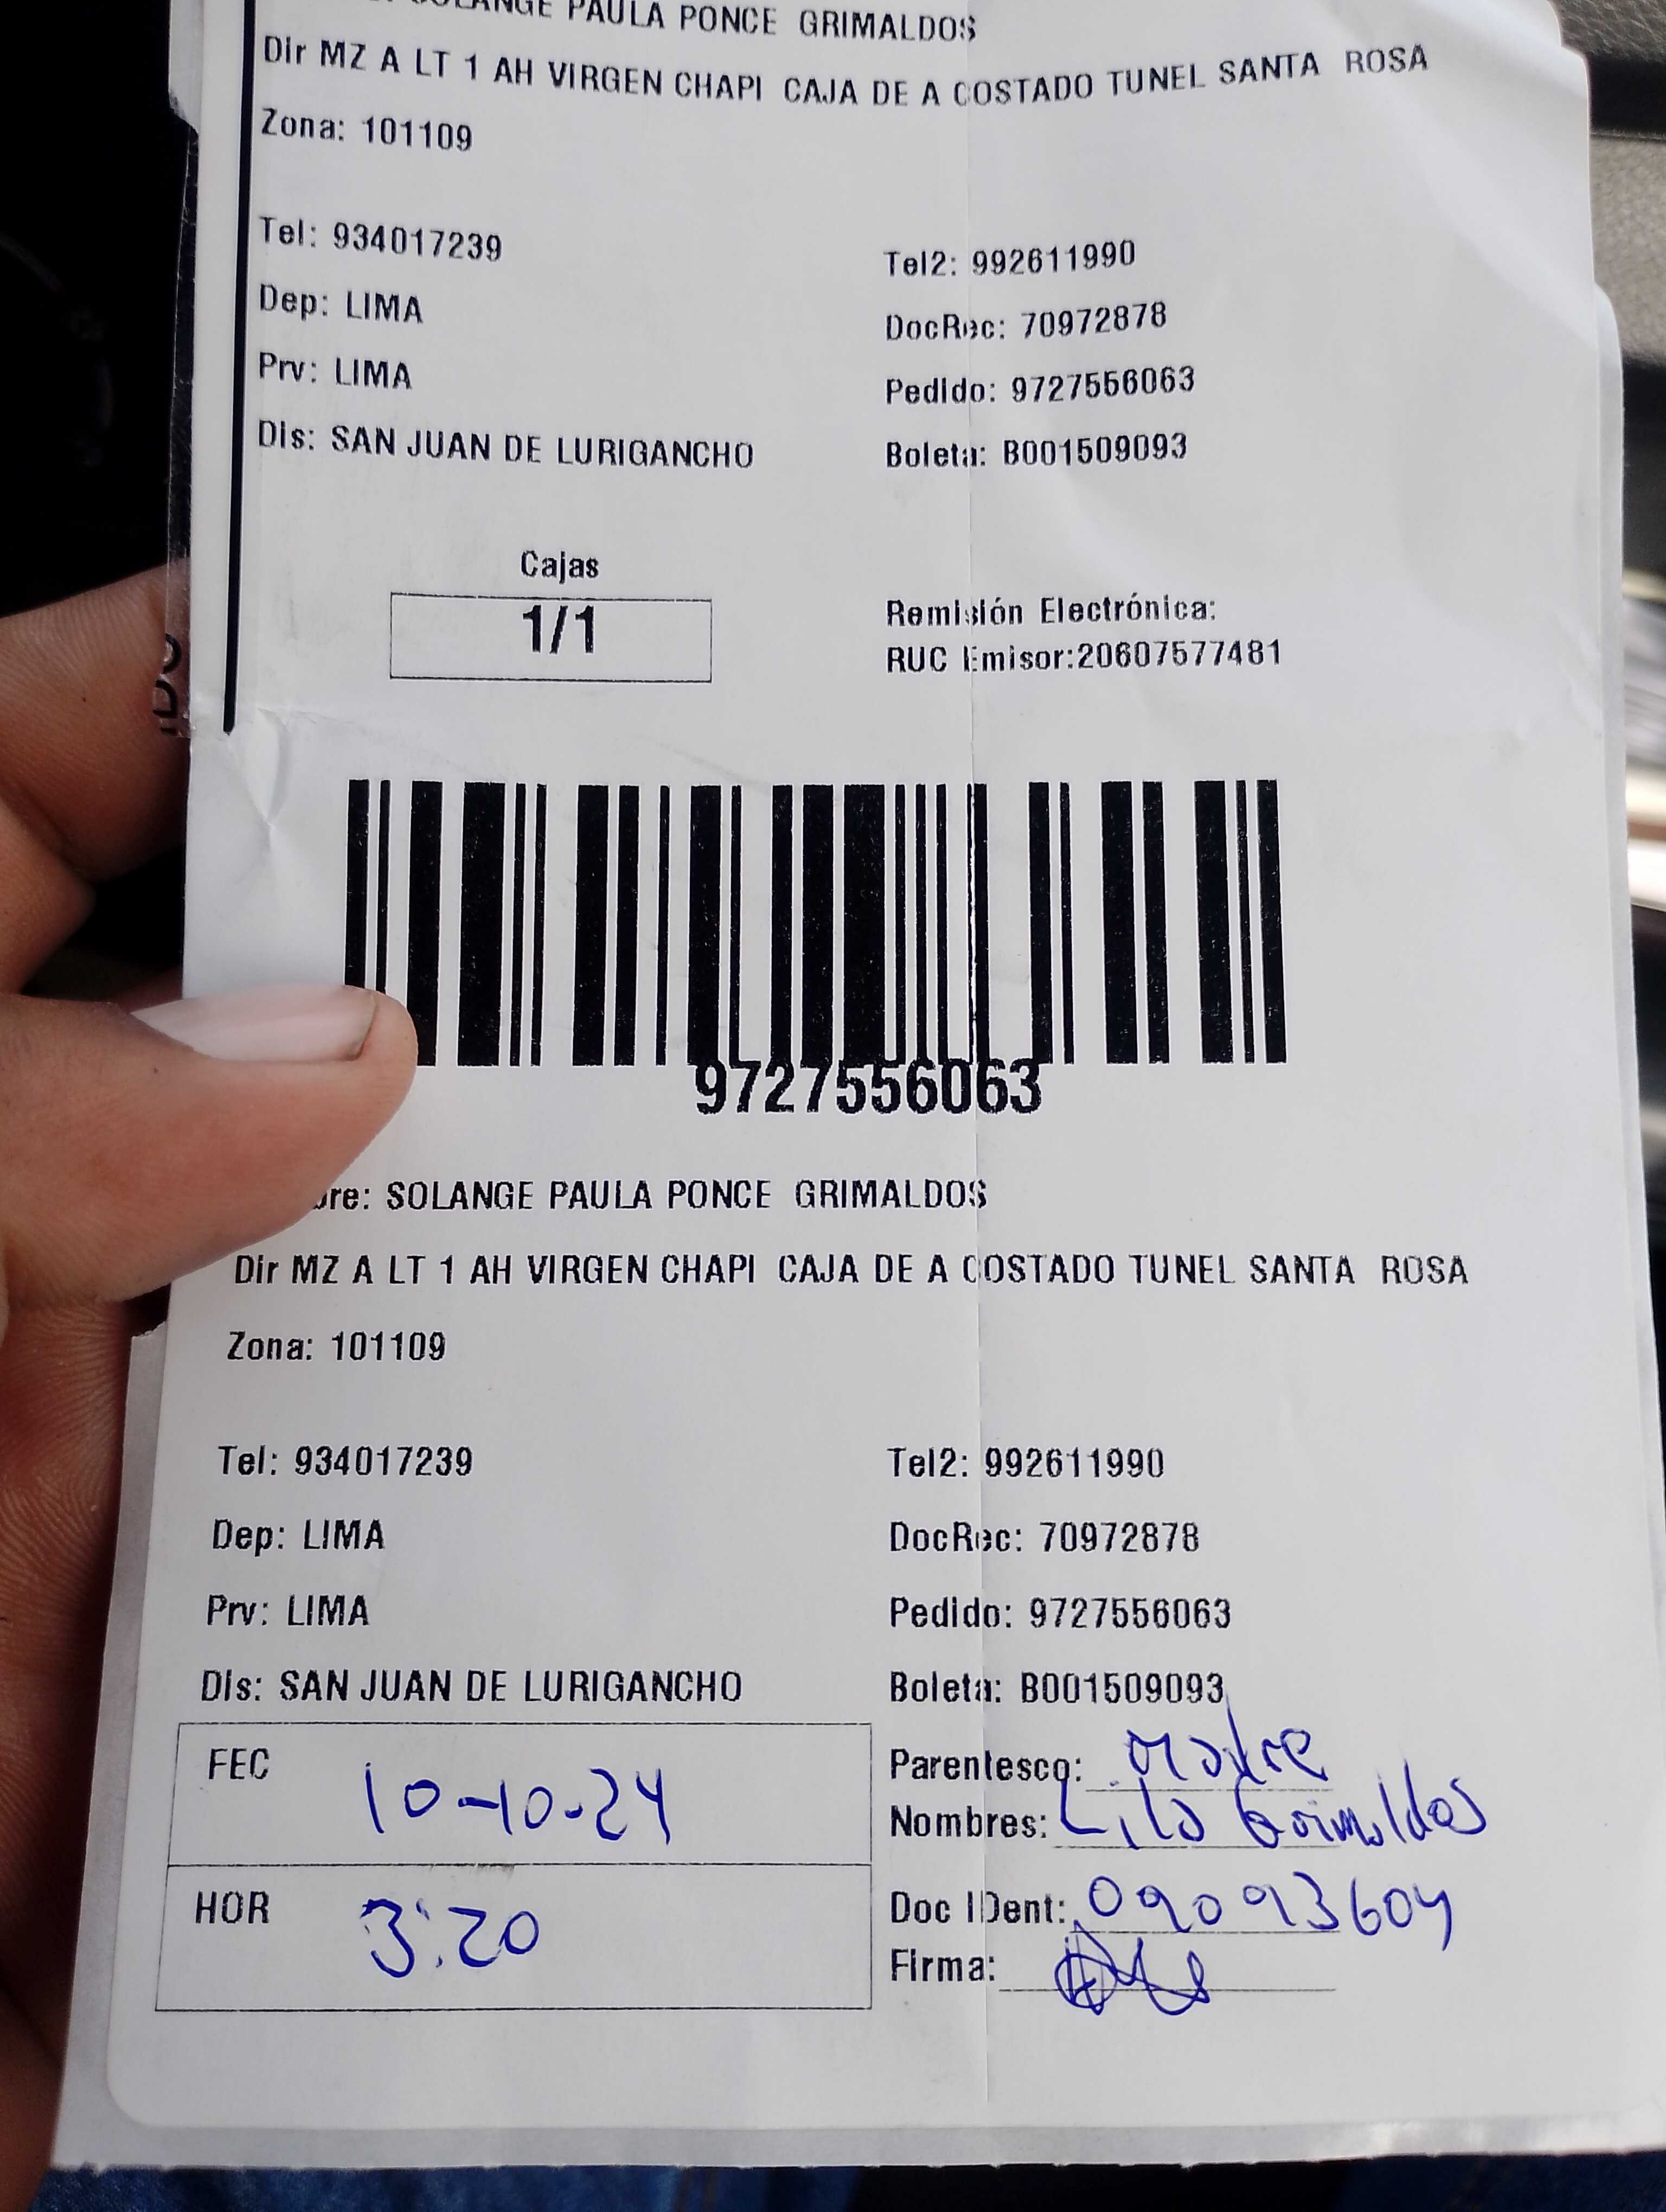 SOLANGE PAULA PONCE GRIMALDOS
Dir MZ A LT 1 AH VIRGEN CHAPI CAJA DE A COSTADO TUNEL SANTA ROSA
Zona: 101109
Tel: 934017239 Tel2: 992611990
Dep: LIMA DocRec: 70972878
Prv: LIMA Pedido: 9727556063
Dis: SAN JUAN DE LURIGANCHO Boleta: B001509093
Cajas
1/1
Remisión Electrónica:
RUC Emisor:20607577481
9727556063
bre: SOLANGE PAULA PONCE GRIMALDOS
Dir MZ A LT 1 AH VIRGEN CHAPI CAJA DE A COSTADO TUNEL SANTA ROSA
Zona: 101109
Tel: 934017239 Tel2: 992611990
Dep: LIMA DocRec: 70972878
Prv: LIMA Pedido: 9727556063
Dis: SAN JUAN DE LURIGANCHO Boleta: B001509093
FEC 10-10-24
Parentesco: Madre
Nombres: Lila Grimaldos
HOR 3:20
Doc IDent: 09093604
Firma: